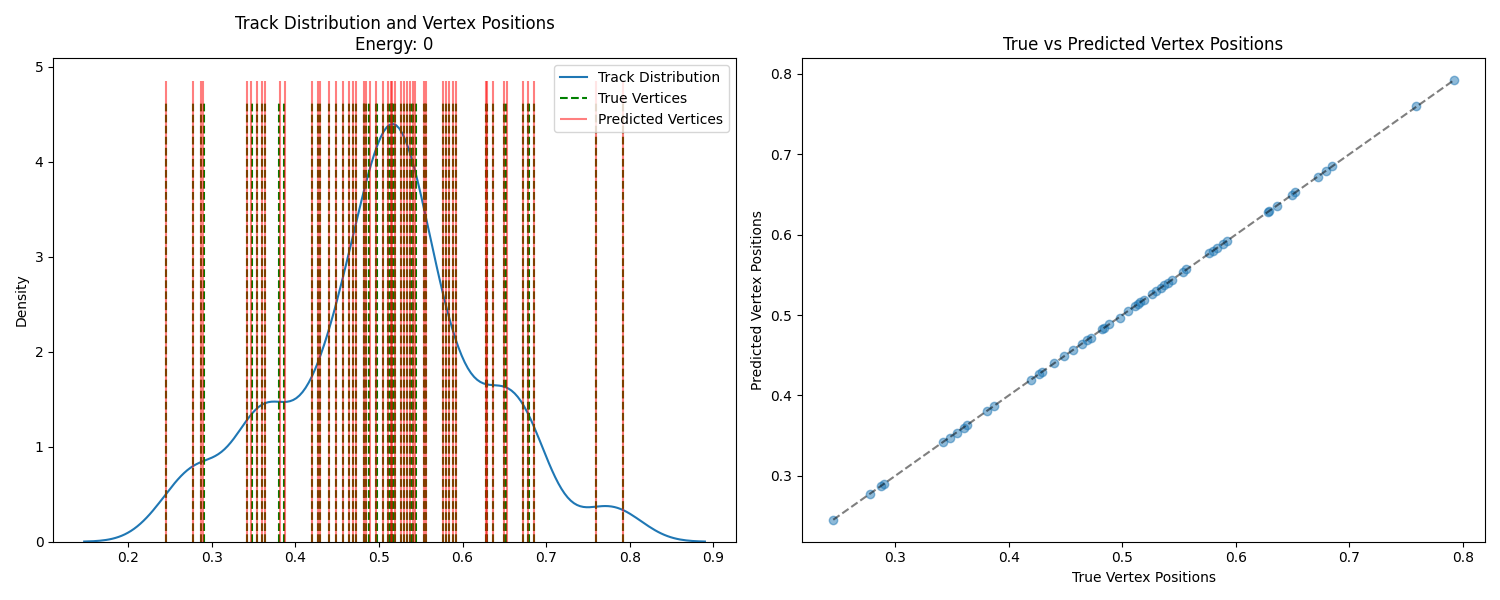 Track Distribution and Vertex Positions
Energy: 0
Density
5
4
3
2
1
0
0.2 0.3 0.4 0.5 0.6 0.7 0.8 0.9
Track Distribution
True Vertices
Predicted Vertices
True vs Predicted Vertex Positions
Predicted Vertex Positions
0.8
0.7
0.6
0.5
0.4
0.3
0.3 0.4 0.5 0.6 0.7 0.8
True Vertex Positions